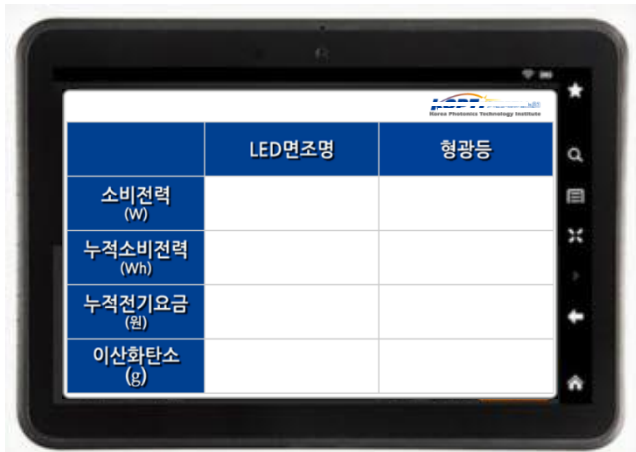 Korea Photonics Technology Institute
LED면조명 형광등
소비전력
(W)
누적소비전력
(Wh)
누적전기요금
(원)
이산화탄소
(g)